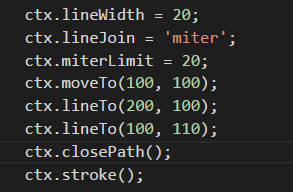 ctx.lineWidth = 20;
ctx.lineJoin = 'miter';
ctx.miterLimit = 20;
ctx.moveTo(100, 100);
ctx.lineTo(200, 100);
ctx.lineTo(100, 110);
ctx.closePath();
ctx.stroke();